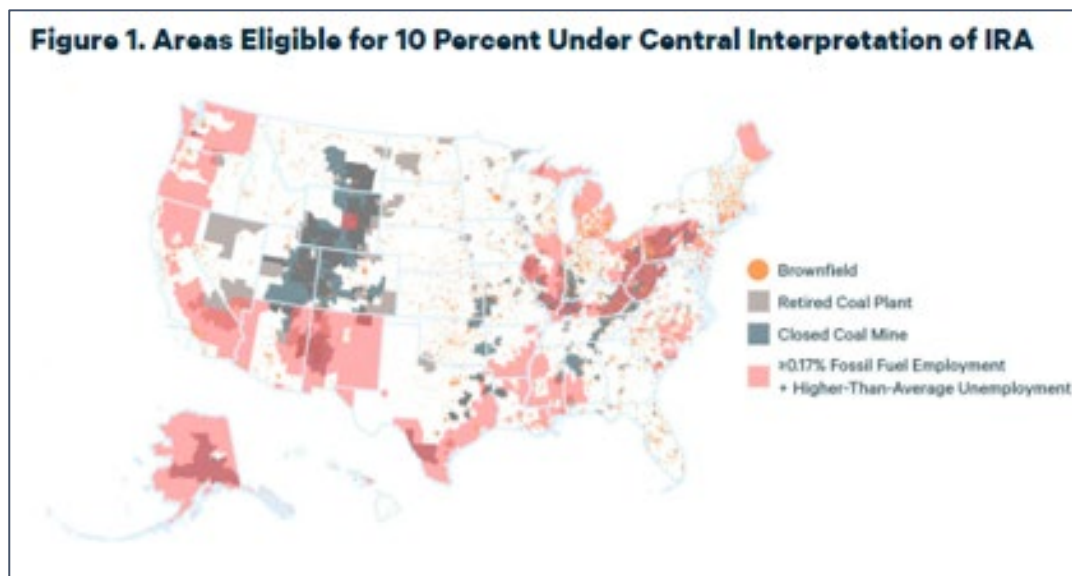 Figure 1. Areas Eligible for 10 Percent Under Central Interpretation of IRA
Brownfield
Retired Coal Plant
Closed Coal Mine
≥0.17% Fossil Fuel Employment
+ Higher-Than-Average Unemployment